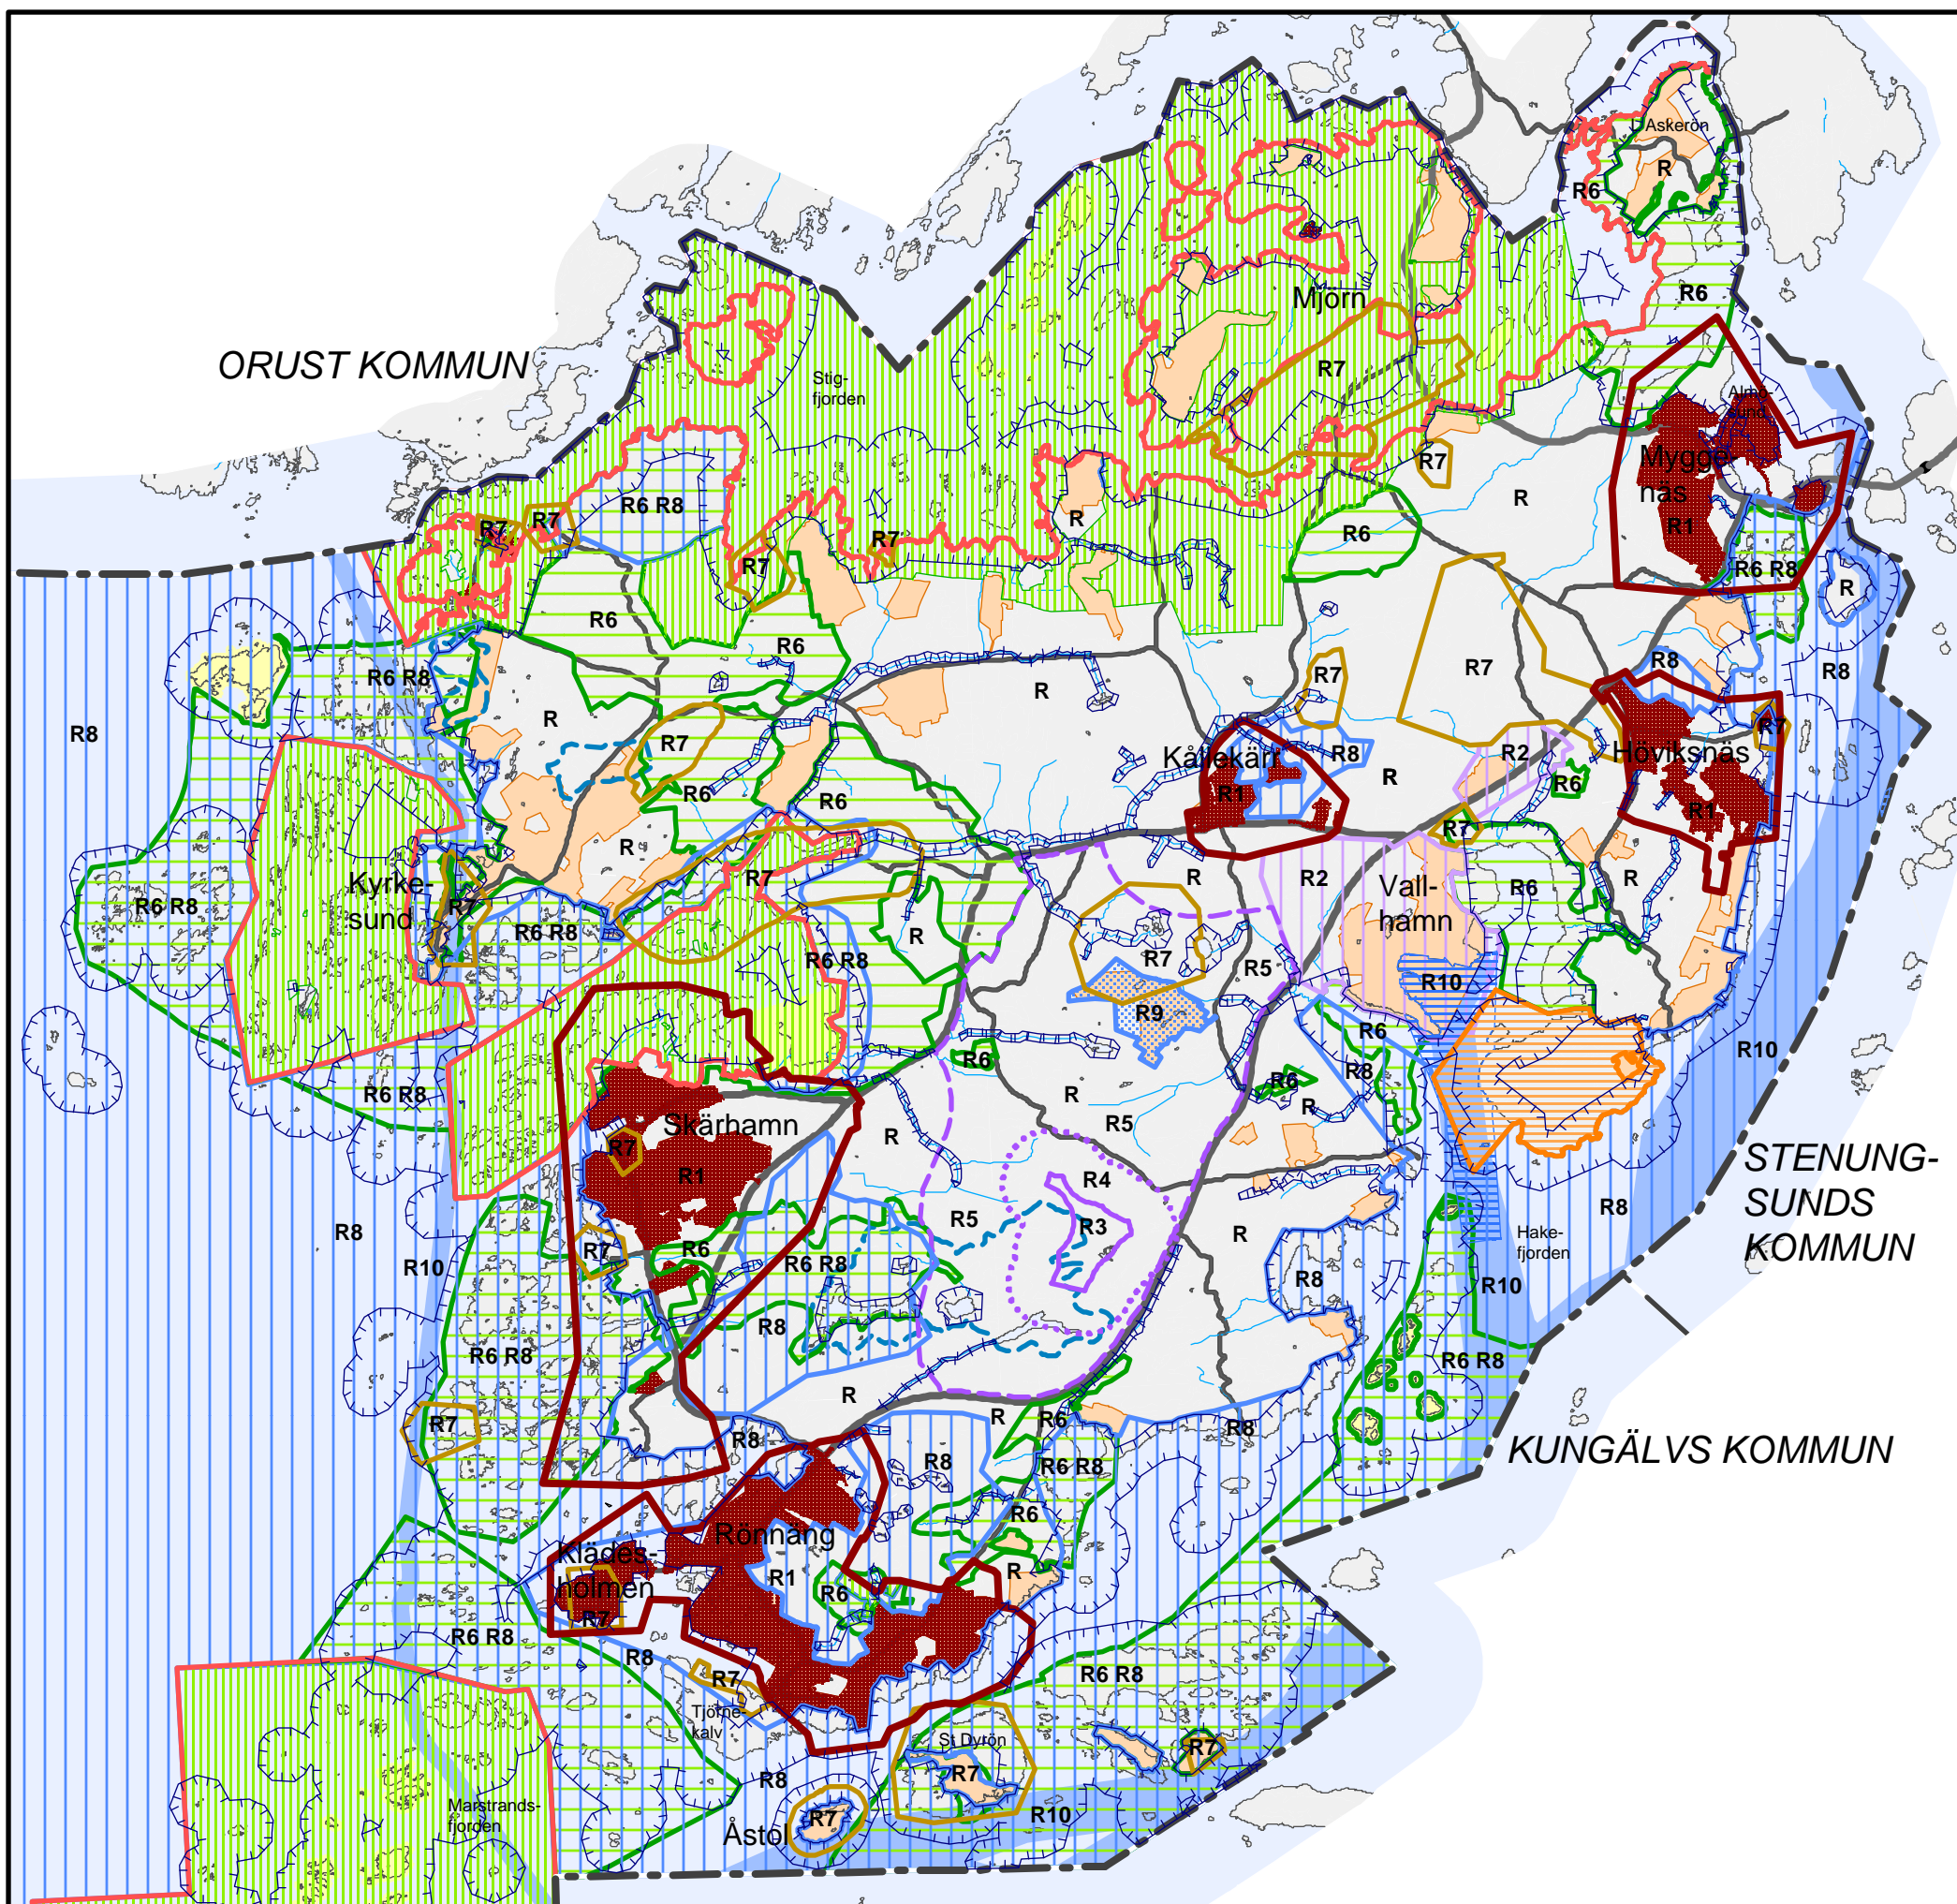 L Askerön
R
R6
R6
Mjörn
ORUST KOMMUN
R7
Stig-
fjorden
Almö-
sund
Mygge-
näs
R7
R6 R8
R
R1
R7
R7
R
R6
R7
R7
R6 R8
R
R6
R6
R7
R7
R8
R6 R8
R8
R
R
R7
R8
R7
Kållekärr
R8
R2
Höviksnäs
R
R6
R6
R6
R1
R1
R7
R
R7
R
R2
Vall-
hamn
R6
R
Kyrke-
sund
R6 R8
R7
R6 R8
R
R6 R8
R7
R5
R10
R9
R6
R10
R6
R8
R6
R6 R8
R
R
R5
Skärhamn
R
R7
R1
R4
STENUNG-
SUNDS
KOMMUN
R8
R5
R3
R
R8
Hake-
fjorden
R7
R6
R6 R8
R10
R8
R10
R8
R6 R8
R6 R8
R
R
R6
R7
R8
R8
R8
KUNGÄLVS KOMMUN
R6 R8
R6
Rönnäng
Klädes-
holmen
R1
R6
R
R7
R6 R8
R8
R6 R8
R7
Tjörne-
kalv
St Dyrön
R7
R8
R7
Marstrands-
fjorden
R7
R10
Åstol